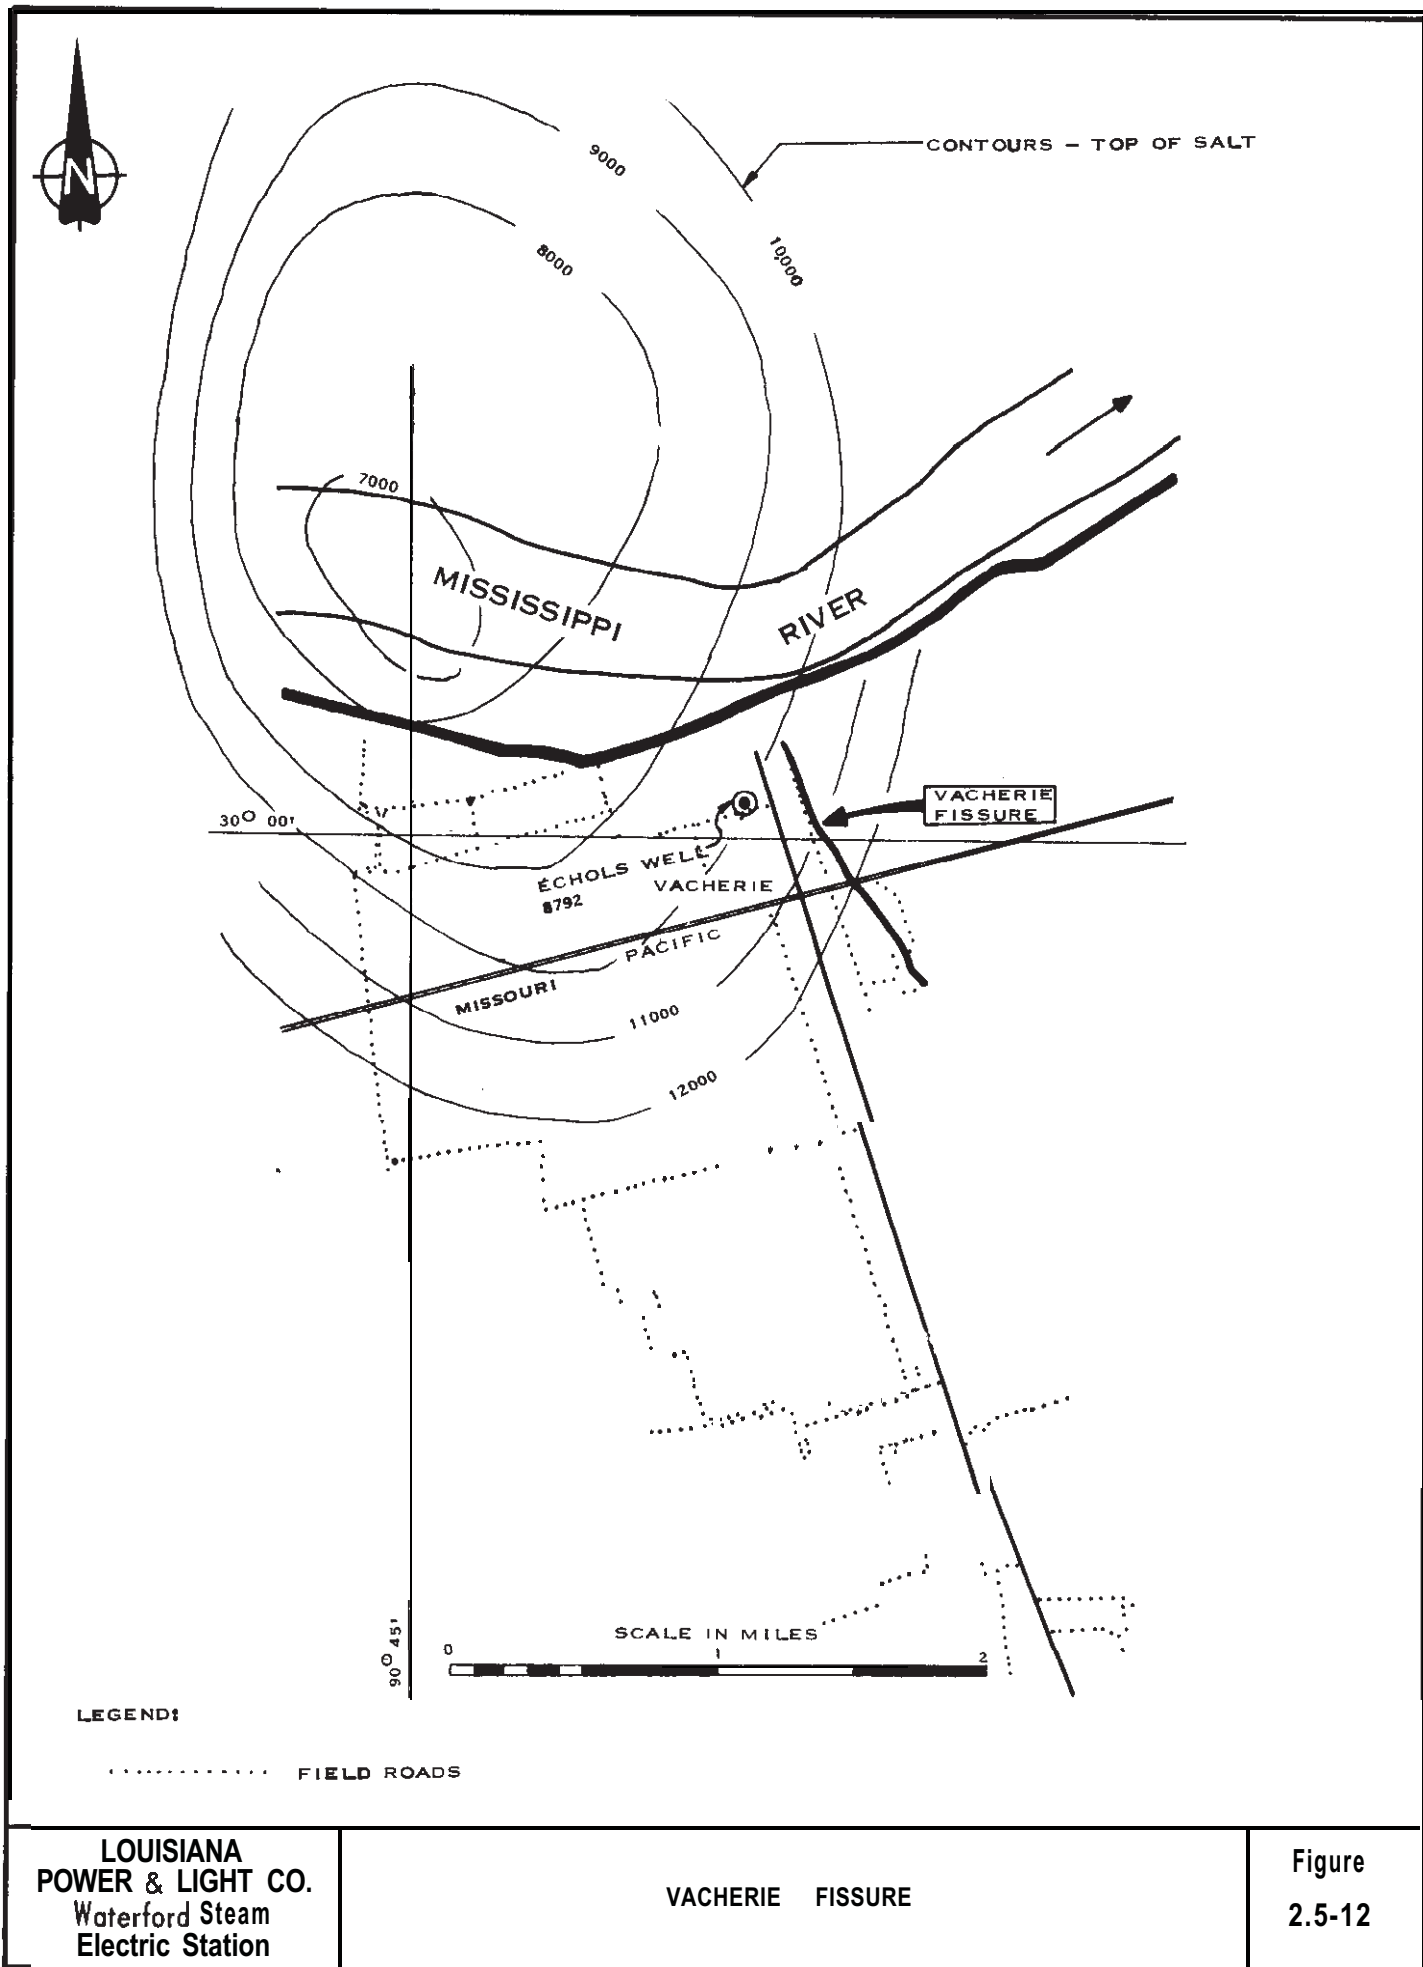 N
CONTOURS – TOP OF SALT
9000
8000
10,000
7000
MISSISSIPPI
RIVER
VACHERIE
FISSURE
30° 00'
ECHOLS WELL
8792
VACHERIE
MISSOURI
PACIFIC
11000
12000
90° 45'
SCALE IN MILES
0
1
2
LEGEND:
FIELD ROADS
LOUISIANA
POWER & LIGHT CO.
Waterford Steam
Electric Station
VACHERIE FISSURE
Figure
2.5-12